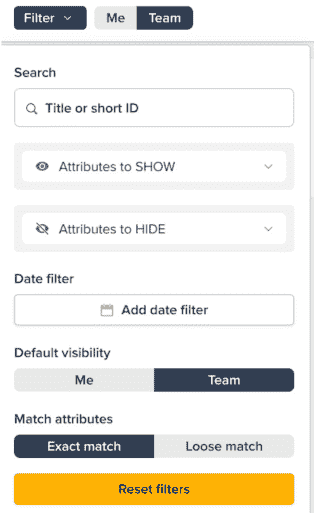 Filter Me Team
Search
Title or short ID
Attributes to SHOW
Attributes to HIDE
Date filter
Add date filter
Default visibility
Me Team
Match attributes
Exact match Loose match
Reset filters